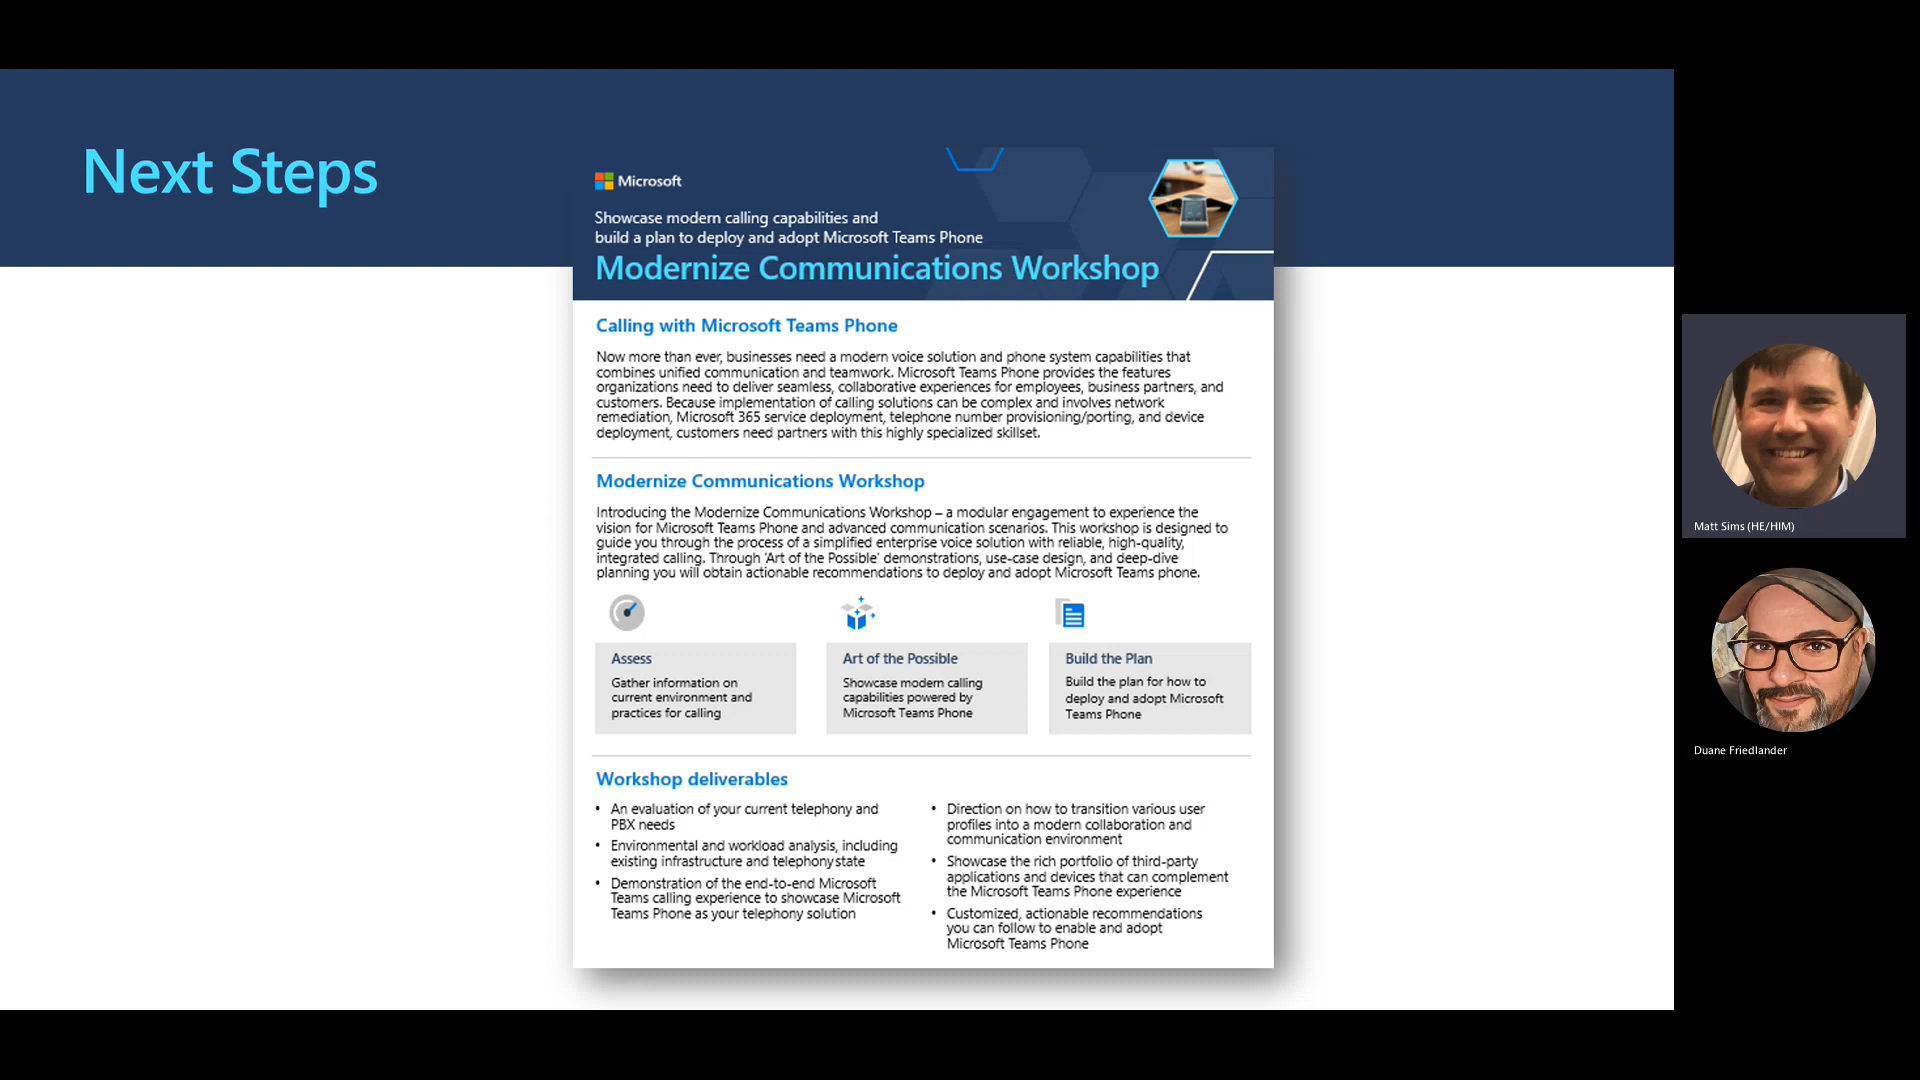 Next Steps
Microsoft
Showcase modern calling capabilities and
build a plan to deploy and adopt Microsoft Teams Phone
Modernize Communications Workshop
Calling with Microsoft Teams Phone
Now more than ever, businesses need a modern voice solution and phone system capabilities that
combines unified communication and teamwork. Microsoft Teams Phone provides the features
organizations need to deliver seamless, collaborative experiences for employees, business partners, and
customers. Because implementation of calling solutions can be complex and involves network
remediation, Microsoft 365 service deployment, telephone number provisioning/porting, and device
deployment, customers need partners with this highly specialized skillset.
Modernize Communications Workshop
Introducing the Modernize Communications Workshop – a modular engagement to experience the
vision for Microsoft Teams Phone and advanced communication scenarios. This workshop is designed to
guide you through the process of a simplified enterprise voice solution with reliable, high-quality,
integrated calling. Through 'Art of the Possible' demonstrations, use-case design, and deep-dive
planning you will obtain actionable recommendations to deploy and adopt Microsoft Teams phone.
Assess
Gather information on
current environment and
practices for calling
Art of the Possible
Showcase modern calling
capabilities powered by
Microsoft Teams Phone
Build the Plan
Build the plan for how to
deploy and adopt Microsoft
Teams Phone
Workshop deliverables
• An evaluation of your current telephony and
PBX needs
• Environmental and workload analysis, including
existing infrastructure and telephony state
• Demonstration of the end-to-end Microsoft
Teams calling experience to showcase Microsoft
Teams Phone as your telephony solution
• Direction on how to transition various user
profiles into a modern collaboration and
communication environment
• Showcase the rich portfolio of third-party
applications and devices that can complement
the Microsoft Teams Phone experience
• Customized, actionable recommendations
you can follow to enable and adopt
Microsoft Teams Phone
Matt Sims (HE/HIM)
Duane Friedlander